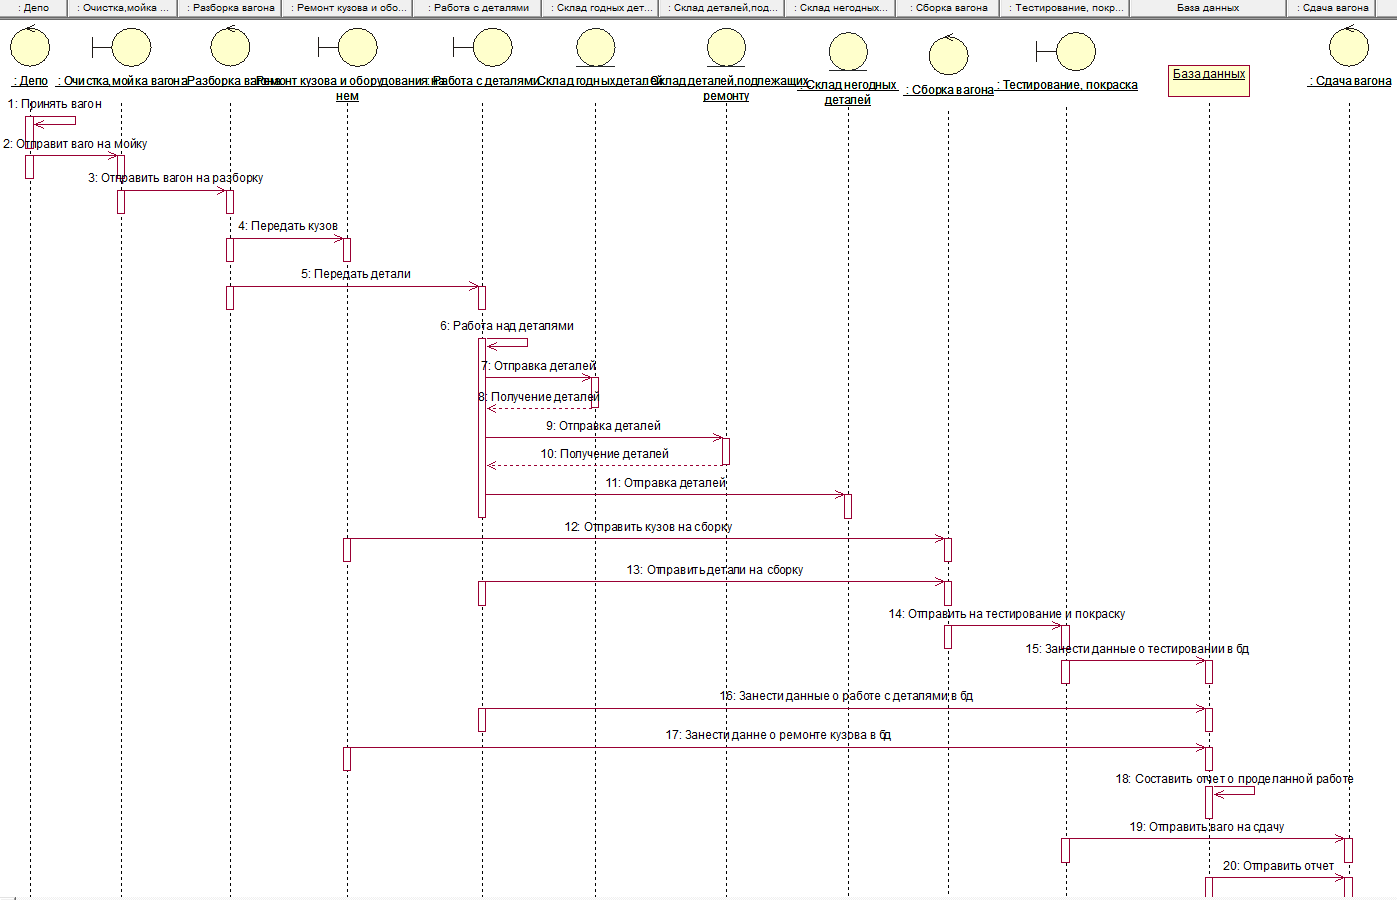 : Депо
: Очистка,мойка ...
: Разборка вагона
: Ремонт кузова и обо...
: Работа с деталями
: Склад годных дет...
: Склад деталей,под...
: Склад негодных...
: Сборка вагона
: Тестирование, покр...
База данных
: Сдача вагона
: Депо
: Очистка,мойка вагона
Разборка вагона
Ремонт кузова и оборудования на
нем
: Работа с деталями
Склад годныхдеталей
Склад деталей,подлежащих
ремонту
: Склад негодных
деталей
: Сборка вагона
: Тестирование, покраска
База данных
: Сдача вагона
1: Принять вагон
2: Отправит ваго на мойку
3: Отправить вагон на разборку
4: Передать кузов
5: Передать детали
6: Работа над деталями
7: Отправка деталей
8: Получение деталей
9: Отправка деталей
10: Получение деталей
11: Отправка деталей
12: Отправить кузов на сборку
13: Отправить детали на сборку
14: Отправить на тестирование и покраску
15: Занести данные о тестировании в бд
16: Занести данные о работе с деталями в бд
17: Занести данне о ремонте кузова в бд
18: Составить отчет о проделанной работе
19: Отправить ваго на сдачу
20: Отправить отчет